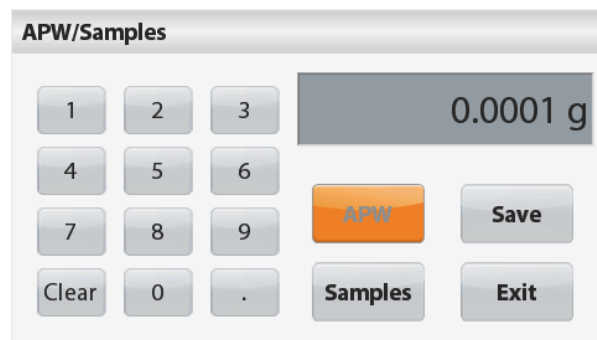 APW/Samples
0.0001 g
1 2 3
4 5 6
7 8 9
Clear 0 .
APW Save
Samples Exit